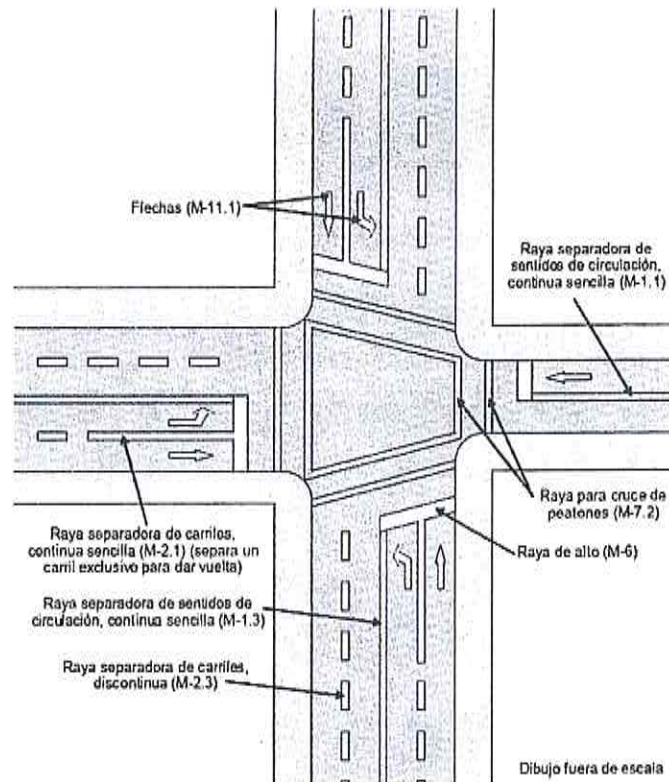 Flechas (M-11.1)
Raya separadora de
sentidos de circulación,
continua sencilla (M-1.1)
Raya para cruce de
peatones (M-7.2)
Raya de alto (M-6)
Raya separadora de carriles,
continua sencilla (M-2.1) (separa un
carril exclusivo para dar vuelta)
Raya separadora de sentidos de
circulación, continua sencilla (M-1.3)
Raya separadora de carriles,
discontinua (M-2.3)
Dibujo fuera de escala